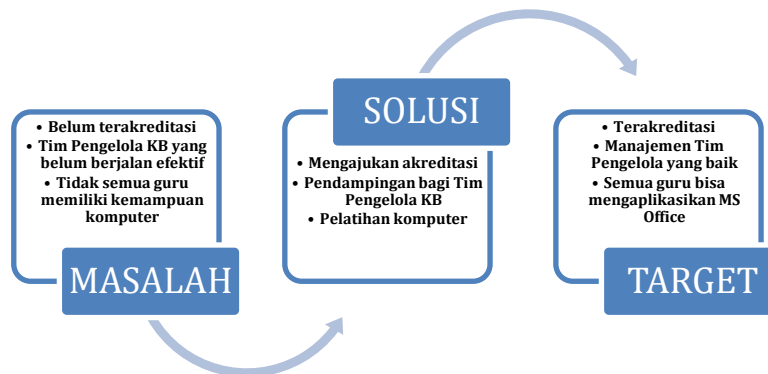 • Belum terakreditasi
• Tim Pengelola KB yang
belum berjalan efektif
• Tidak semua guru
memiliki kemampuan
komputer
MASALAH
SOLUSI
• Mengajukan akreditasi
• Pendampingan bagi Tim
Pengelola KB
• Pelatihan komputer
• Terakreditasi
• Manajemen Tim
Pengelola yang baik
• Semua guru bisa
mengaplikasikan MS
Office
TARGET